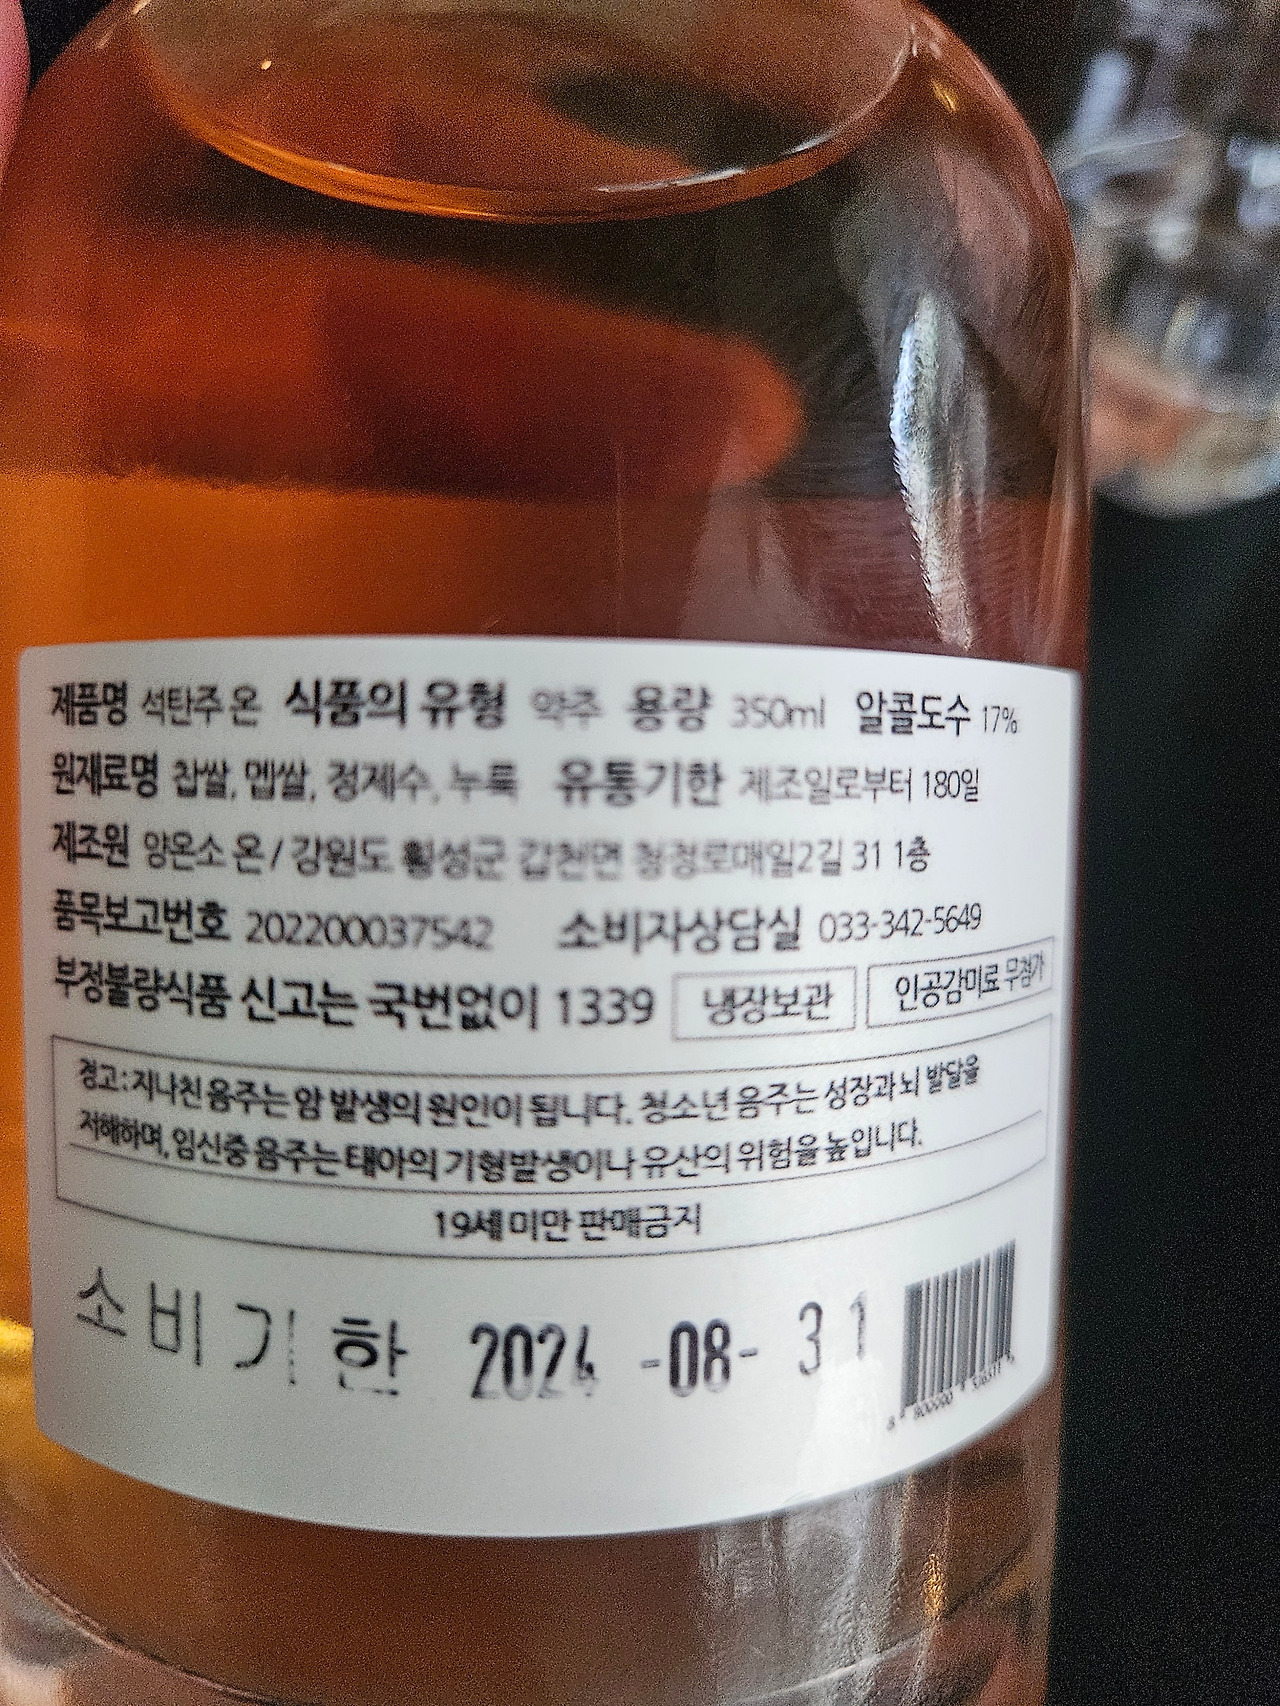 제품명 석탄주 온 식품의 유형 약주 용량 350ml 알콜도수 17%
원재료명 찹쌀, 멥쌀, 정제수, 누룩 유통기한 제조일로부터 180일
제조원 양온소 온 / 강원도 횡성군 갑천면 청정로매일2길 31 1층
품목보고번호 202200037542 소비자상담실 033-342-5649
부정불량식품 신고는 국번없이 1339 냉장보관 인공감미료 무첨가
경고 : 지나친 음주는 암 발생의 원인이 됩니다. 청소년 음주는 성장과 뇌 발달을
저해하며, 임신중 음주는 태아의 기형발생이나 유산의 위험을 높입니다.
19세 미만 판매금지
소비기한 2024-08-31